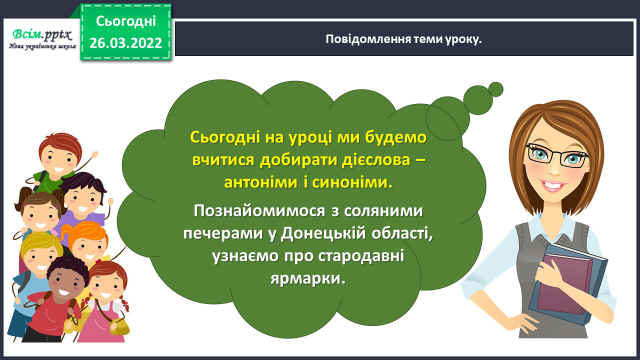 Всім.pptx
Нова українська школа
Сьогодні
26.03.2022
Повідомлення теми уроку.
Сьогодні на уроці ми будемо
вчитися добирати дієслова –
антоніми і синоніми.
Познайомимося з соляними
печерами у Донецькій області,
узнаємо про стародавні
ярмарки.